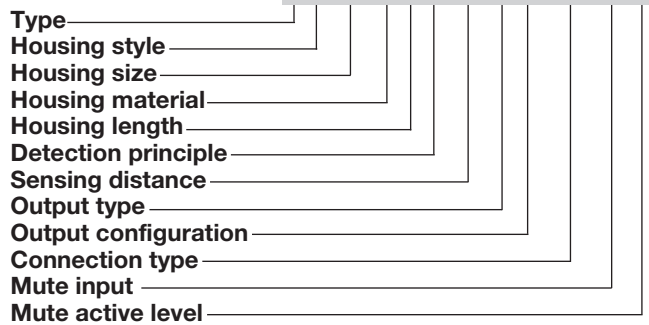 Type
Housing style
Housing size
Housing material
Housing length
Detection principle
Sensing distance
Output type
Output configuration
Connection type
Mute input
Mute active level